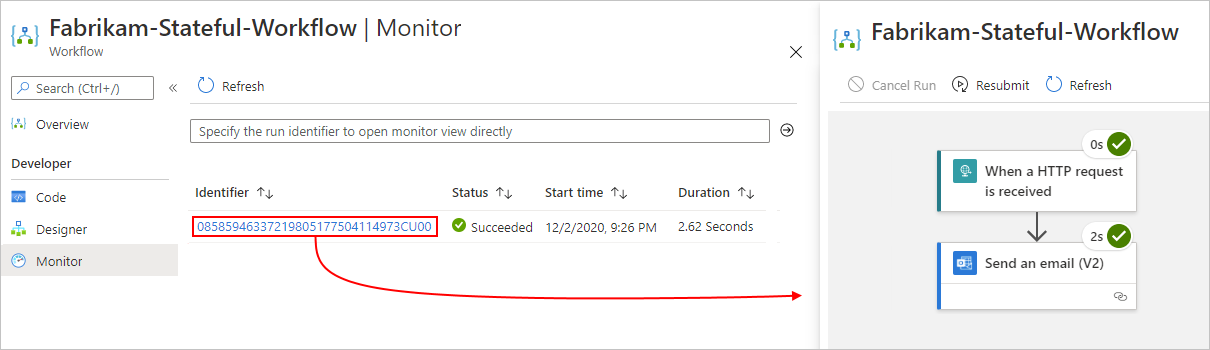 Fabrikam-Stateful-Workflow | Monitor
Workflow
Search (Ctrl+/)
«
Refresh
Overview
Specify the run identifier to open monitor view directly
Developer
Code
Designer
Monitor
Identifier ↑↓ Status ↑↓ Start time ↑↓ Duration ↑↓
08585946337219805177504114973CU00 Succeeded 12/2/2020, 9:26 PM 2.62 Seconds
Fabrikam-Stateful-Workflow
Cancel Run Resubmit Refresh
0s
When a HTTP request
is received
2s
Send an email (V2)